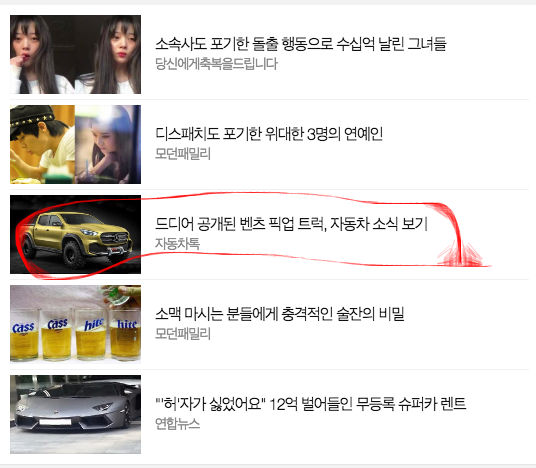 소속사도 포기한 돌출 행동으로 수십억 날린 그녀들
당신에게축복을드립니다
디스패치도 포기한 위대한 3명의 연예인
모던패밀리
드디어 공개된 벤츠 픽업 트럭, 자동차 소식 보기
자동차톡
소맥 마시는 분들에게 충격적인 술잔의 비밀
모던패밀리
Cass Cass hite hite
"'허'자가 싫었어요" 12억 벌어들인 무등록 슈퍼카 렌트
연합뉴스